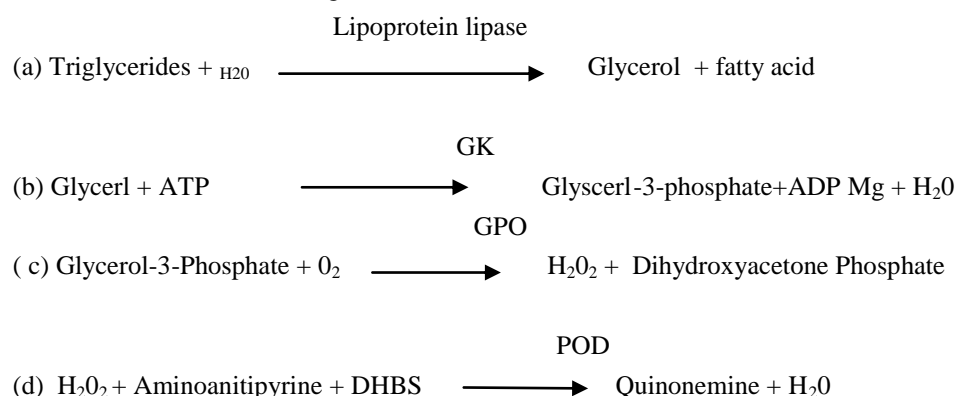 Lipoprotein lipase
(a) Triglycerides + H20 Glycerol + fatty acid
GK
(b) Glycerl + ATP Glyscerl-3-phosphate+ADP Mg + H₂0
GPO
( c) Glycerol-3-Phosphate + 0₂ H₂0₂ + Dihydroxyacetone Phosphate
POD
(d) H₂0₂ + Aminoanitipyrine + DHBS Quinonemine + H₂0